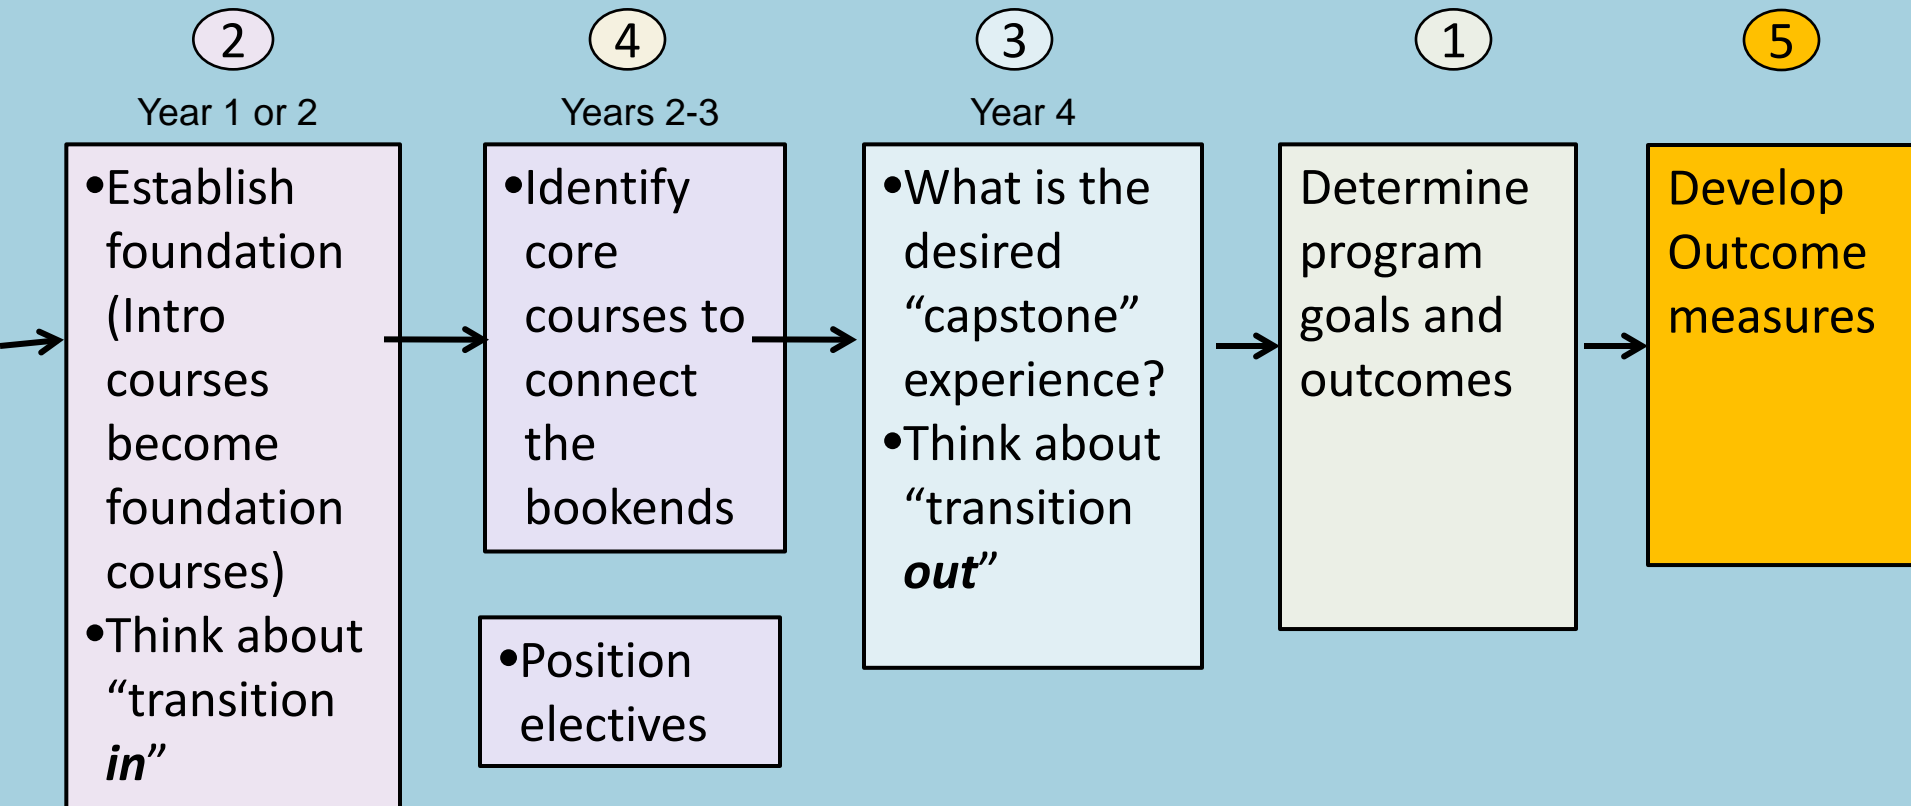 2
4
3
1
5
Year 1 or 2
Years 2-3
Year 4
•Establish
foundation
(Intro
courses
become
foundation
courses)
•Think about
“transition
in”
•Identify
core
courses to
connect
the
bookends
•Position
electives
•What is the
desired
“capstone”
experience?
•Think about
“transition
out”
Determine
program
goals and
outcomes
Develop
Outcome
measures